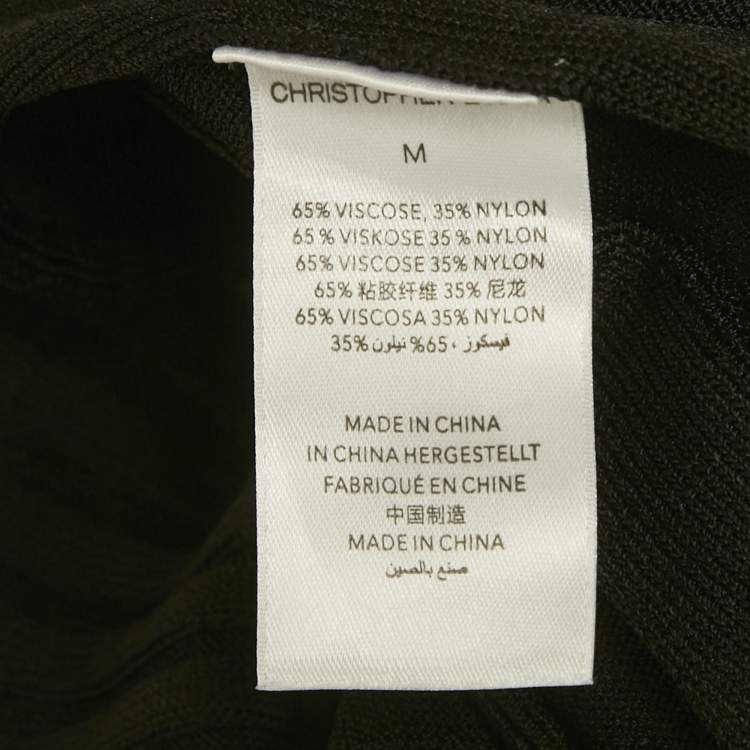 CHRISTOPHER
M
65% VISCOSE, 35% NYLON
65% VISKOSE 35% NYLON
65% VISCOSE 35% NYLON
65% 粘胶纤维 35% 尼龙
65% VISCOSA 35% NYLON
فيسكوز ،65% نيلون 35%
MADE IN CHINA
IN CHINA HERGESTELLT
FABRIQUÉ EN CHINE
中国制造
MADE IN CHINA
صنع بالصين